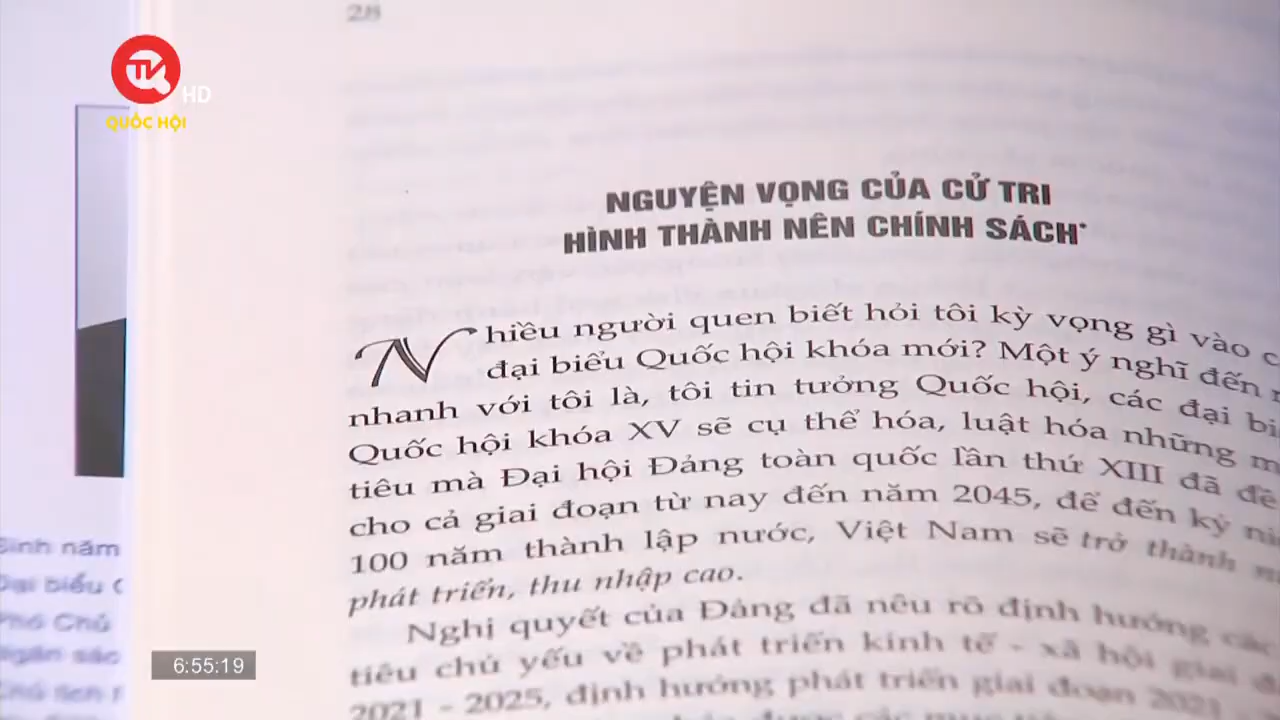 28
TV
HD
QUỐC HỘI
NGUYỆN VỌNG CỦA CỬ TRI
HÌNH THÀNH NÊN CHÍNH SÁCH*
Nhiều người quen biết hỏi tôi kỳ vọng gì vào
đại biểu Quốc hội khóa mới? Một ý nghĩ đến
nhanh với tôi là, tôi tin tưởng Quốc hội, các đại
Quốc hội khóa XV sẽ cụ thể hóa, luật hóa những
tiêu mà Đại hội Đảng toàn quốc lần thứ XIII đã đề
cho cả giai đoạn từ nay đến năm 2045, để đến kỷ
100 năm thành lập nước, Việt Nam sẽ trở thành
phát triển, thu nhập cao.
Nghị quyết của Đảng đã nêu rõ định hướng các
tiêu chủ yếu về phát triển kinh tế - xã hội giai
2021 - 2025, định hướng phát triển giai đoạn 2021 -
Sinh năm
Đại biểu
Phó Chủ
6:55:19